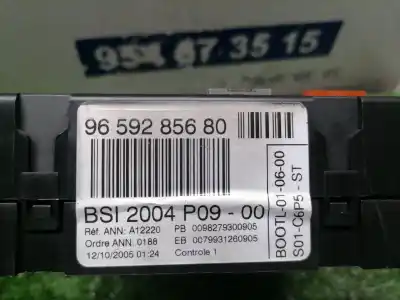 954 67 35 15
96 592 856 80
BSI 2004 P09 - 00
Réf. ANN: A12220 PB 0098279300905
Ordre ANN. 0188 EB 0079931260905
12/10/2005 01:24 Controle 1
BOOTL-01-06-00
S01-C6P5 - ST